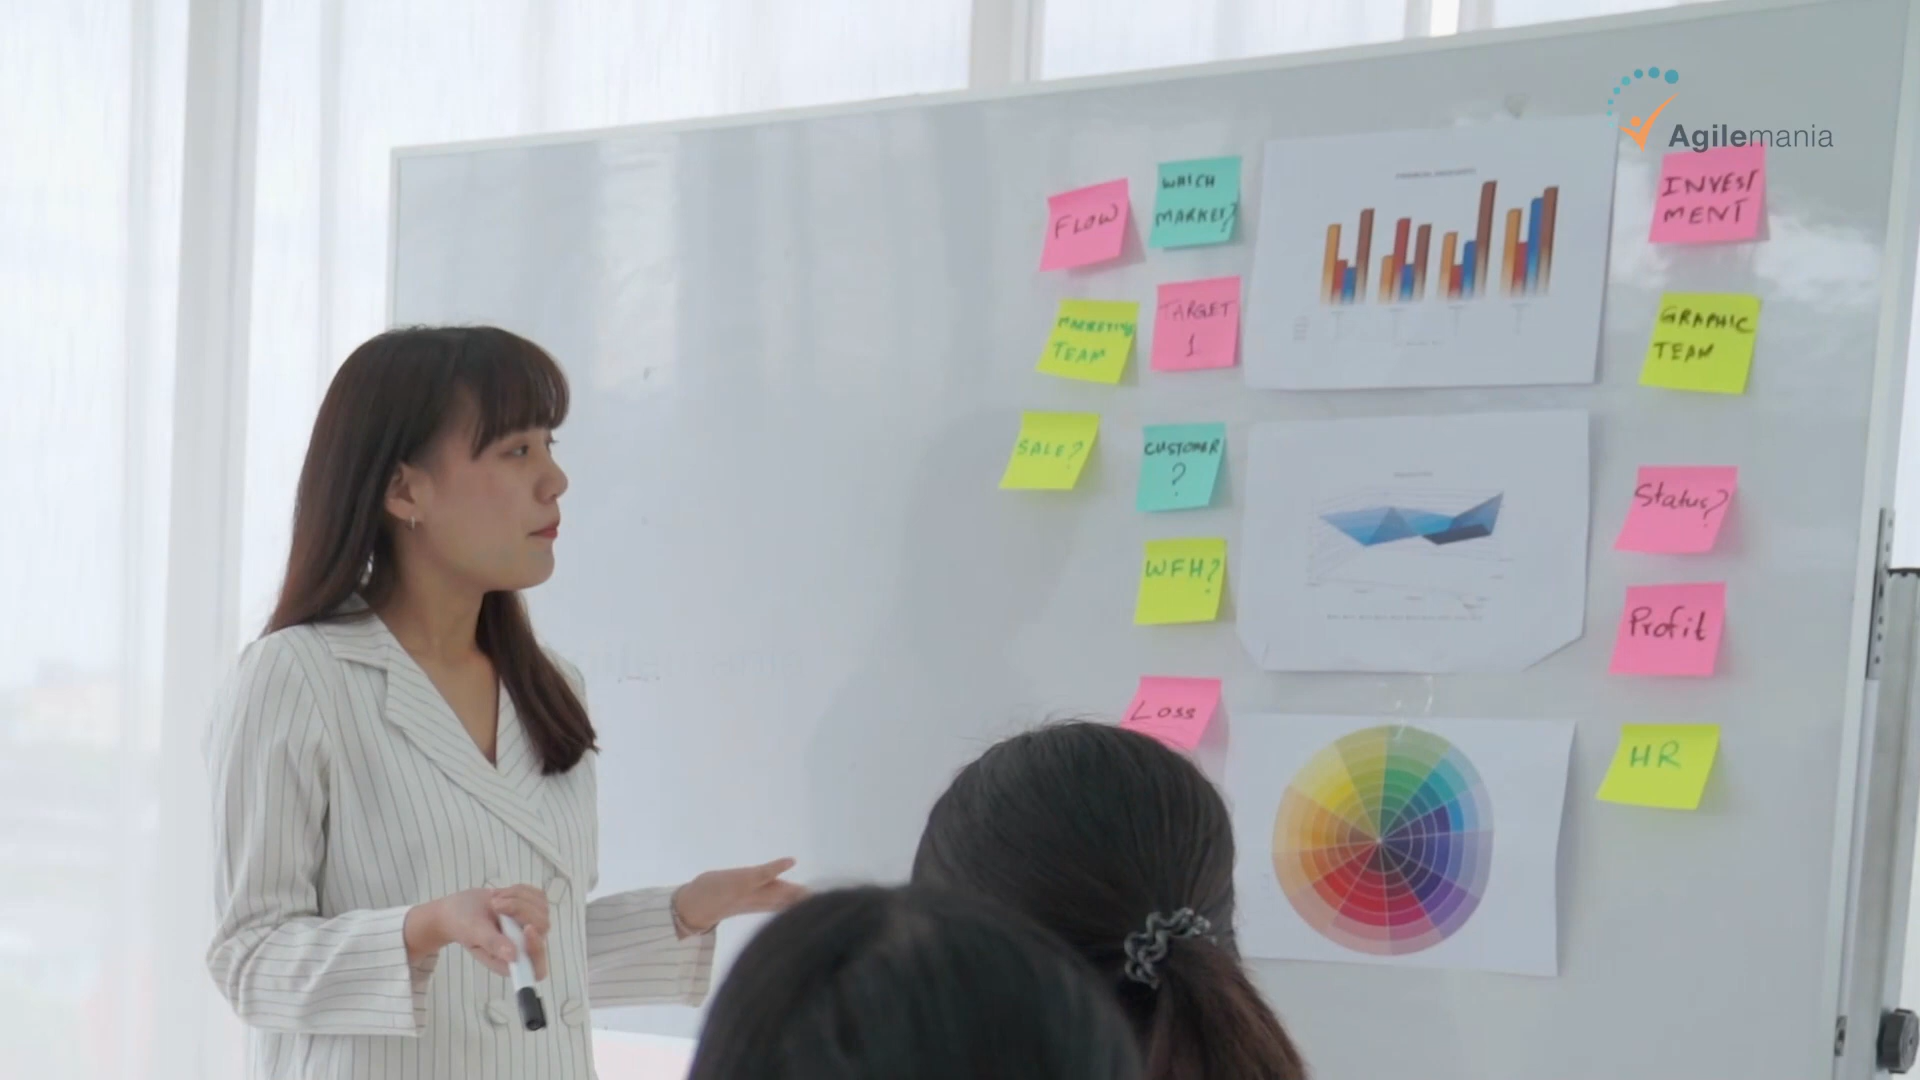 Agilemania
FLOW
WHICH
MARKET?
INVEST
MENT
MARKETING
TEAM
TARGET
1
GRAPHIC
TEAM
SALE?
CUSTOMER
?
Status?
WFH?
Profit
Loss
HR